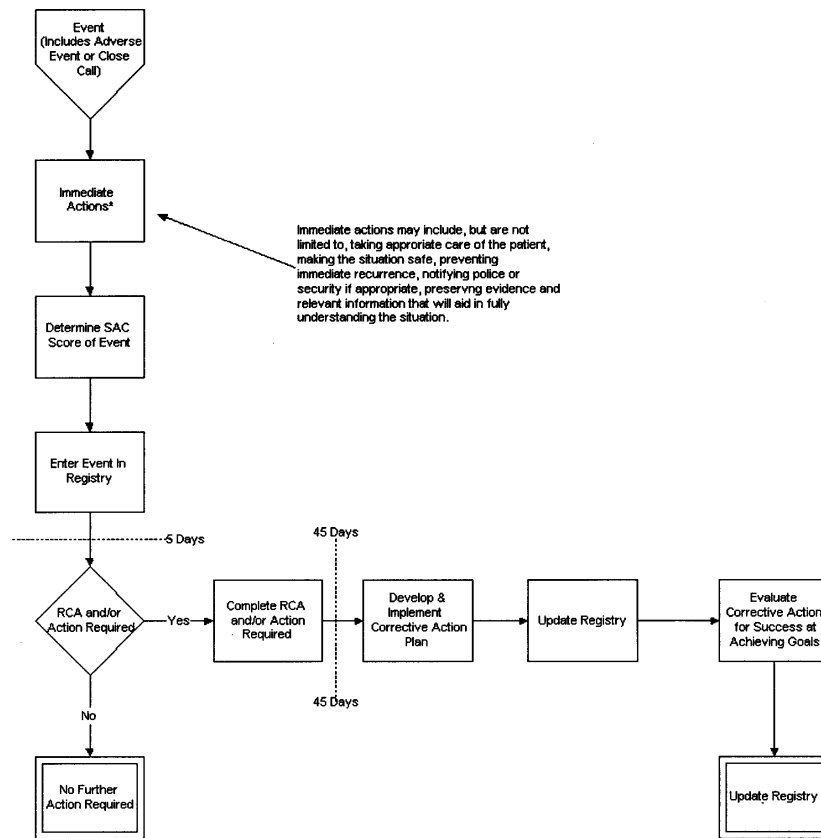 Event
(Includes Adverse
Event or Close
Call)
Immediate
Actions*
Immediate actions may include, but are not
limited to, taking approriate care of the patient,
making the situation safe, preventing
immediate recurrence, notifying police or
security if appropriate, preservng evidence and
relevant information that will aid in fully
understanding the situation.
Determine SAC
Score of Event
Enter Event In
Registry
5 Days
45 Days
RCA and/or
Action Required
Yes
Complete RCA
and/or Action
Required
Develop &
Implement
Corrective Action
Plan
Update Registry
Evaluate
Corrective Action
for Success at
Achieving Goals
45 Days
No
No Further
Action Required
Update Registry